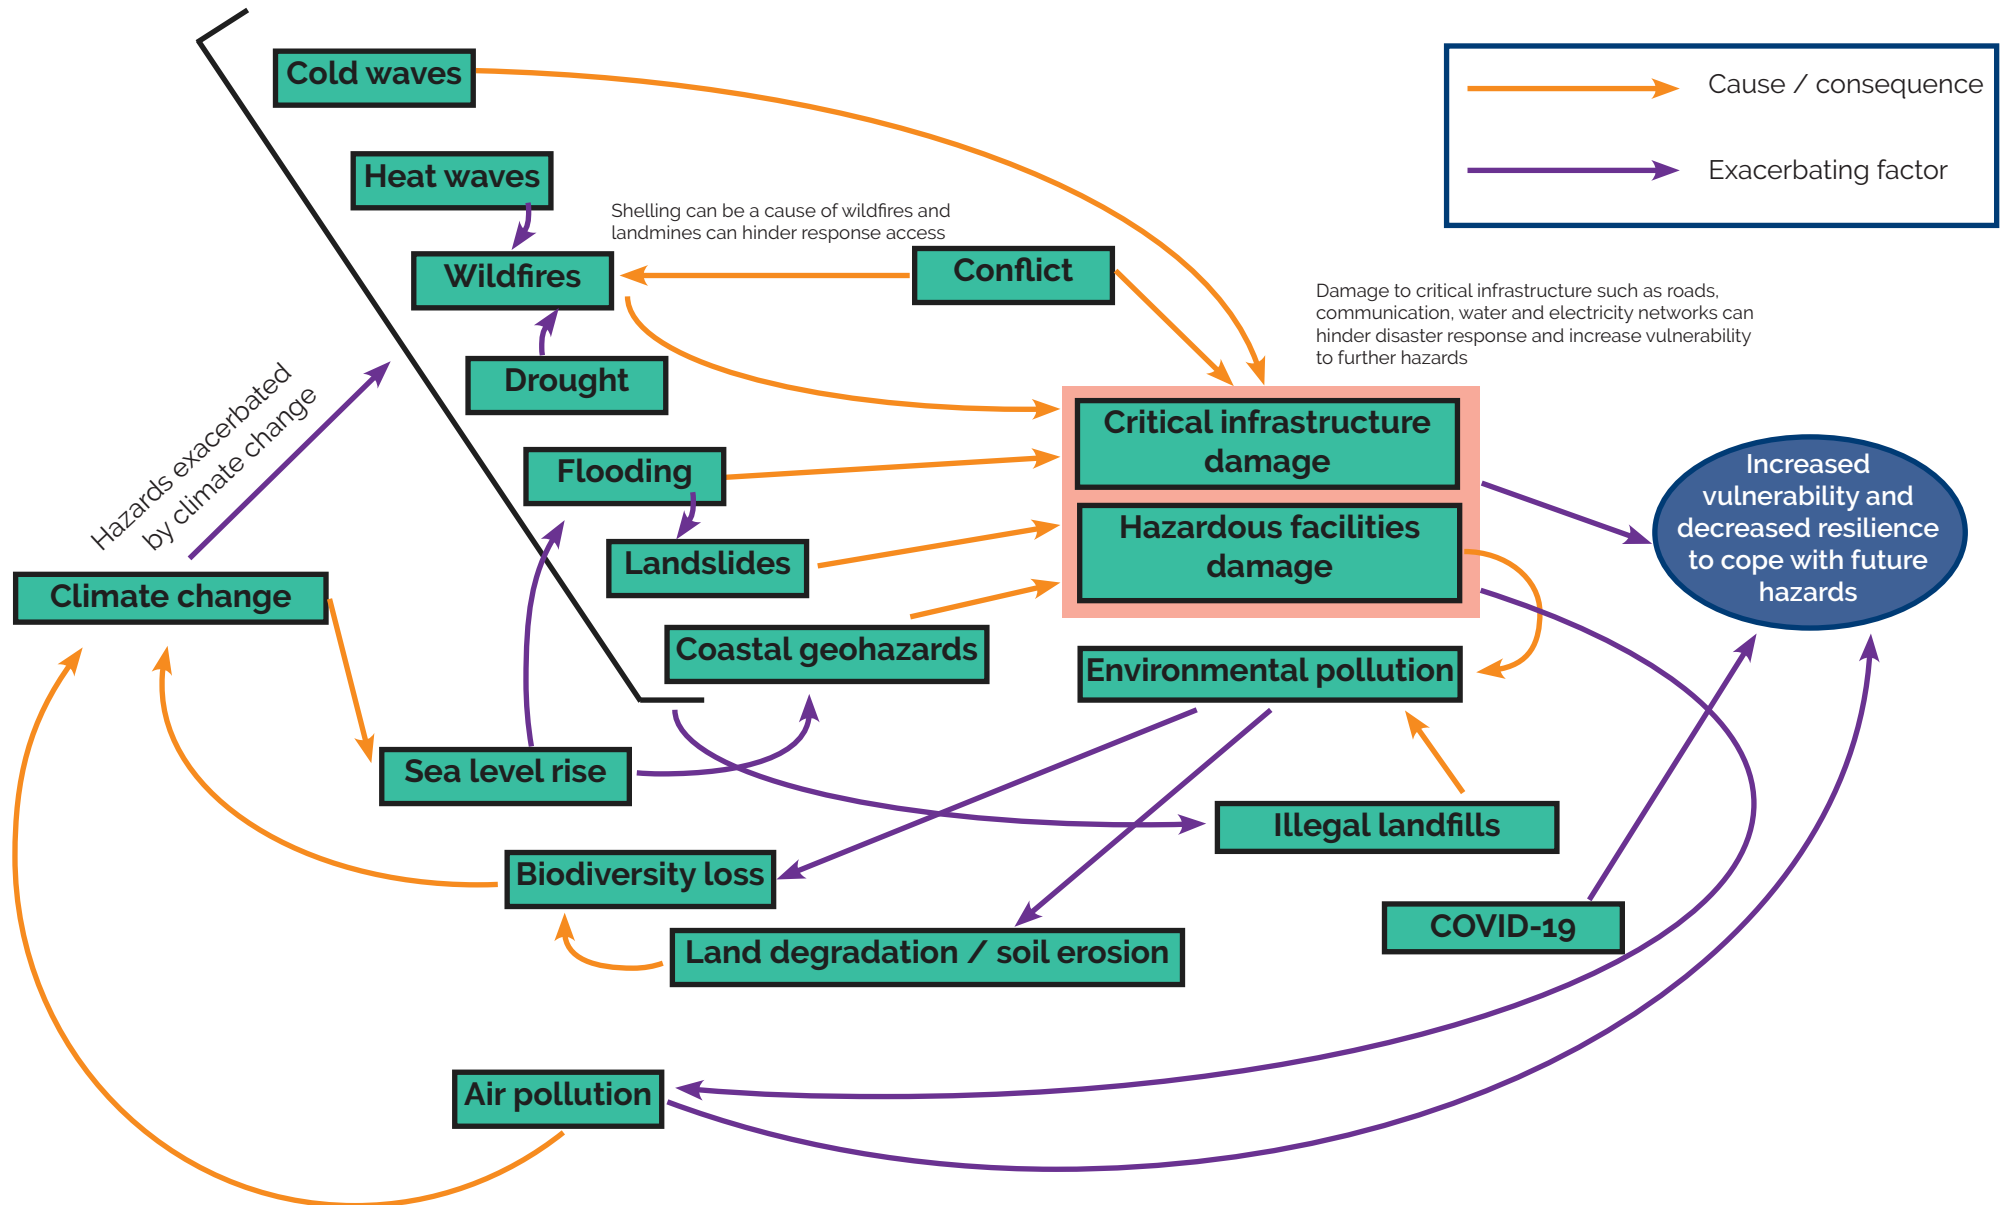 Cold waves
Cause / consequence
Exacerbating factor
Heat waves
Shelling can be a cause of wildfires and
landmines can hinder response access
Wildfires
Conflict
Damage to critical infrastructure such as roads,
communication, water and electricity networks can
hinder disaster response and increase vulnerability
to further hazards
Drought
Hazards exacerbated
by climate change
Critical infrastructure
damage
Flooding
Increased
vulnerability and
decreased resilience
to cope with future
hazards
Hazardous facilities
damage
Landslides
Climate change
Coastal geohazards
Environmental pollution
Sea level rise
Illegal landfills
Biodiversity loss
COVID-19
Land degradation / soil erosion
Air pollution